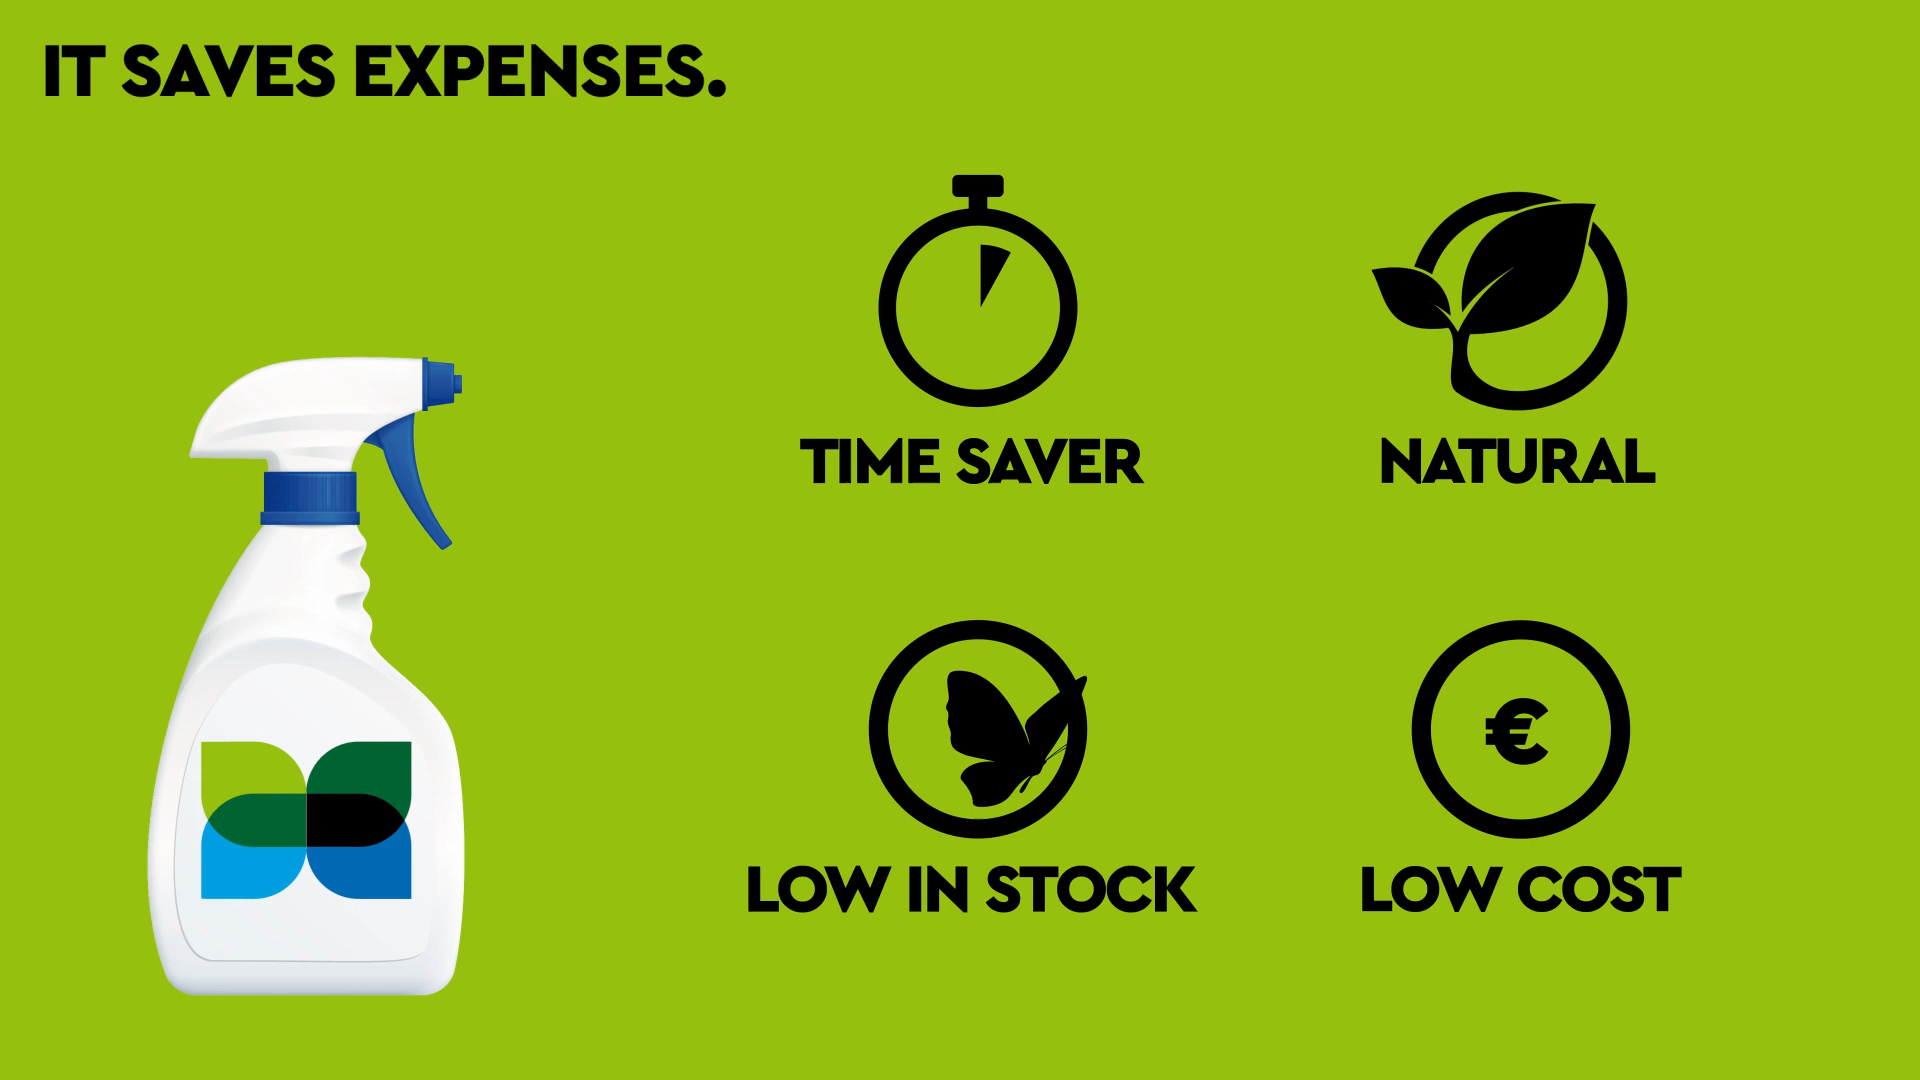 IT SAVES EXPENSES.
TIME SAVER
NATURAL
€
LOW IN STOCK
LOW COST